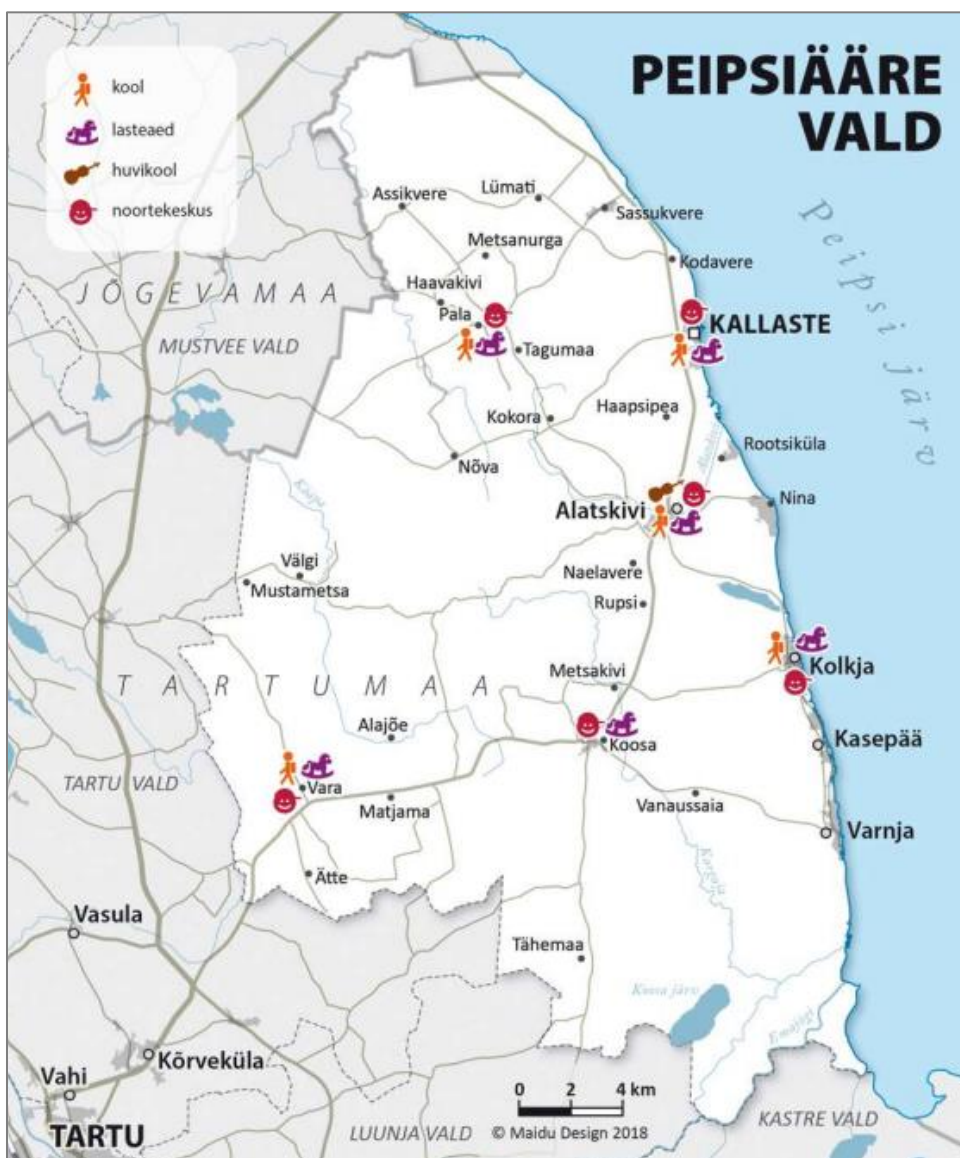 PEIPSIÄÄRE
VALD
kool
lasteaed
huvikool
noortekeskus
Peipsi järv
Assikvere
Lümati
Sassukvere
Metsanurga
Kodavere
Haavakivi
JÕGEVAMAA
MUSTVEE VALD
Pala
KALLASTE
Tagumaa
Haapsipea
Kokora
Rootsiküla
Nõva
Nina
Alatskivi
Välgi
Naelavere
Mustametsa
Rupsi
Kolkja
Metsakivi
TARTUMAA
Alajõe
Koosa
Kasepää
TARTU VALD
Vara
Matjama
Vanaussaia
Varnja
Ätte
Kargaja
Vasula
Tähemaa
Koosa järv
Emajõgi
Kõrveküla
Vahi
0 2 4 km
TARTU
LUUNJA VALD
© Maidu Design 2018
KASTRE VALD